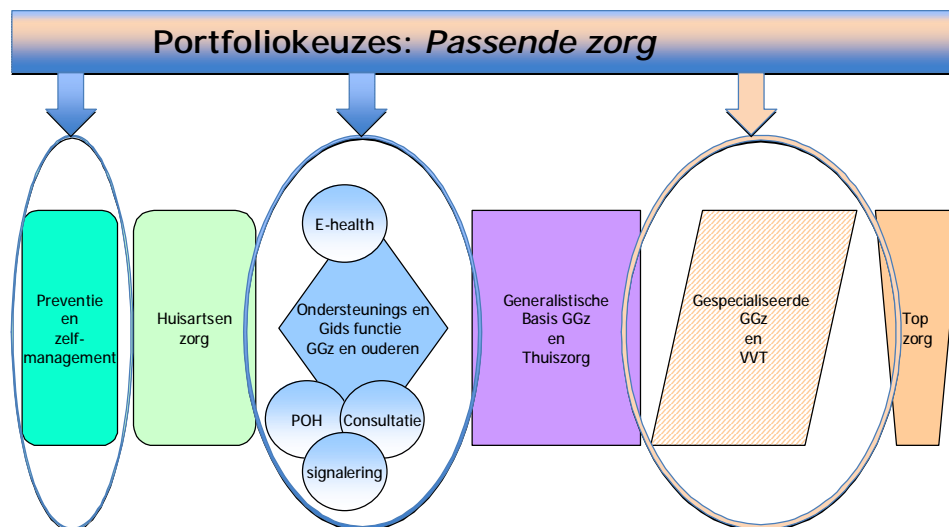 Portfoliokeuzes: Passende zorg
Preventie
en
zelf-
management
Huisartsen
zorg
E-health
Ondersteunings en
Gids functie
GGz en ouderen
POH
Consultatie
signalering
Generalistische
Basis GGz
en
Thuiszorg
Gespecialiseerde
GGz
en
VVT
Top
zorg